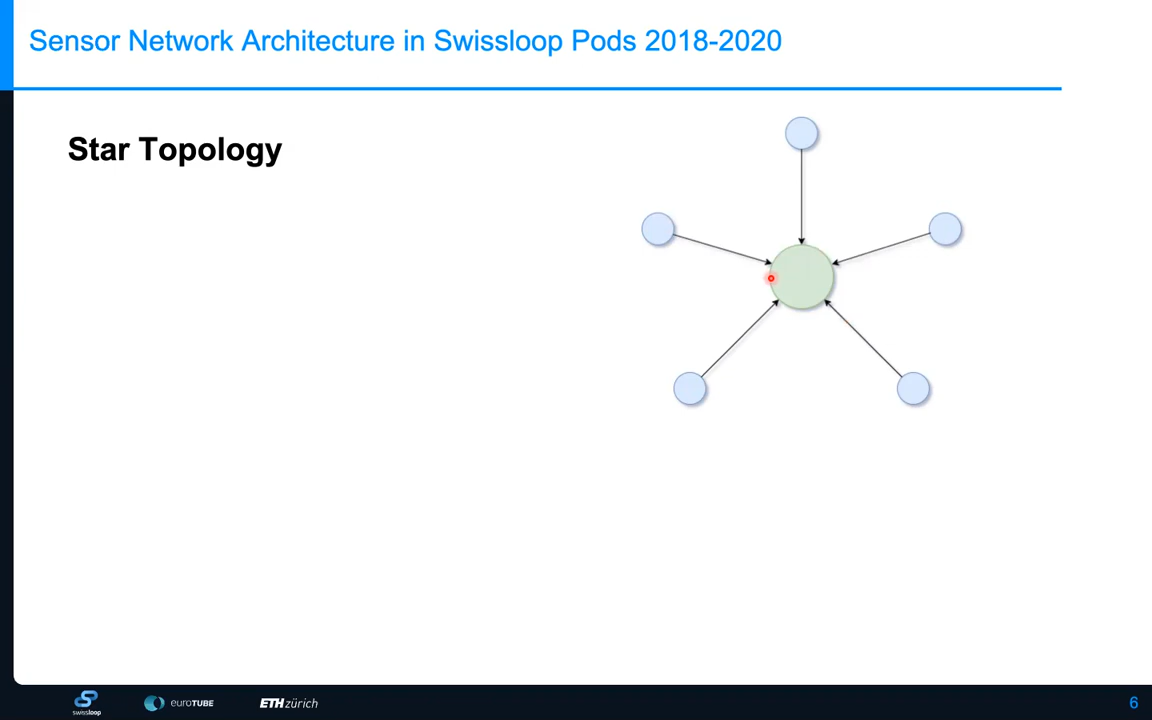 Sensor Network Architecture in Swissloop Pods 2018-2020
Star Topology
swissloop
euroTUBE
ETH zürich
6